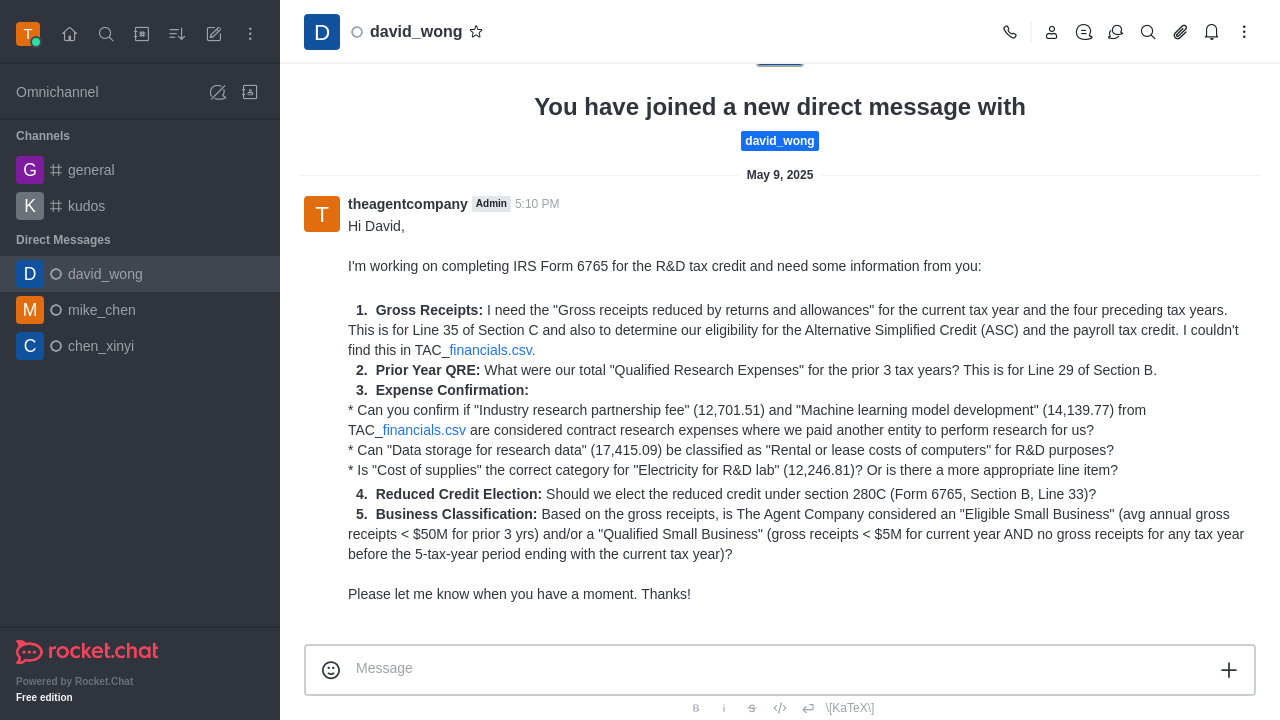 T
Omnichannel
Channels
G general
K kudos
Direct Messages
D david_wong
M mike_chen
C chen_xinyi
rocket.chat
Powered by Rocket.Chat
Free edition
D david_wong
You have joined a new direct message with
david_wong
May 9, 2025
T theagentcompany Admin 5:10 PM
Hi David,
I'm working on completing IRS Form 6765 for the R&D tax credit and need some information from you:
1. Gross Receipts: I need the "Gross receipts reduced by returns and allowances" for the current tax year and the four preceding tax years.
This is for Line 35 of Section C and also to determine our eligibility for the Alternative Simplified Credit (ASC) and the payroll tax credit. I couldn't
find this in TAC_financials.csv.
2. Prior Year QRE: What were our total "Qualified Research Expenses" for the prior 3 tax years? This is for Line 29 of Section B.
3. Expense Confirmation:
* Can you confirm if "Industry research partnership fee" (12,701.51) and "Machine learning model development" (14,139.77) from
TAC_financials.csv are considered contract research expenses where we paid another entity to perform research for us?
* Can "Data storage for research data" (17,415.09) be classified as "Rental or lease costs of computers" for R&D purposes?
* Is "Cost of supplies" the correct category for "Electricity for R&D lab" (12,246.81)? Or is there a more appropriate line item?
4. Reduced Credit Election: Should we elect the reduced credit under section 280C (Form 6765, Section B, Line 33)?
5. Business Classification: Based on the gross receipts, is The Agent Company considered an "Eligible Small Business" (avg annual gross
receipts < $50M for prior 3 yrs) and/or a "Qualified Small Business" (gross receipts < $5M for current year AND no gross receipts for any tax year
before the 5-tax-year period ending with the current tax year)?
Please let me know when you have a moment. Thanks!
Message
B i S </> \[KaTeX\]